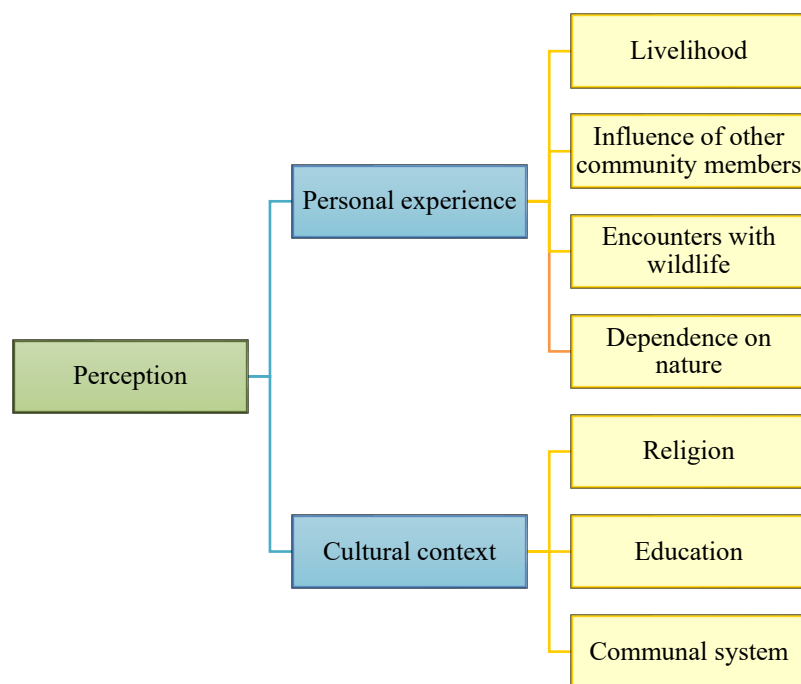 Livelihood
Influence of other
community members
Personal experience
Encounters with
wildlife
Dependence on
nature
Perception
Religion
Cultural context
Education
Communal system